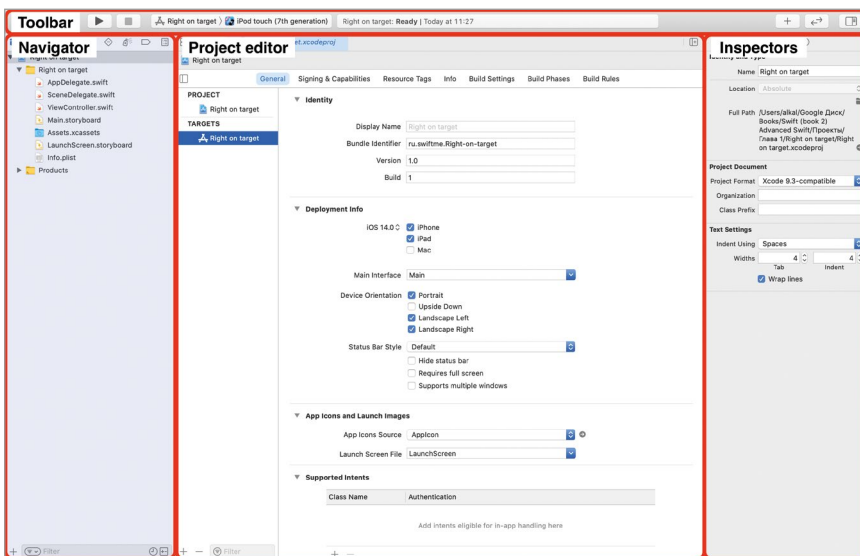 Toolbar
Right on target
iPod touch (7th generation)
Right on target: Ready | Today at 11:27
Navigator
Project editor
et.xcodeproj
Inspectors
Right on target
Right on target
AppDelegate.swift
SceneDelegate.swift
ViewController.swift
Main.storyboard
Assets.xcassets
LaunchScreen.storyboard
Info.plist
Products
Filter
Right on target
General Signing & Capabilities Resource Tags Info Build Settings Build Phases Build Rules
PROJECT
Right on target
TARGETS
Right on target
Filter
Identity
Display Name Right on target
Bundle Identifier ru.swiftme.Right-on-target
Version 1.0
Build 1
Deployment Info
iOS 14.0 iPhone
iPad
Mac
Main Interface Main
Device Orientation Portrait
Upside Down
Landscape Left
Landscape Right
Status Bar Style Default
Hide status bar
Requires full screen
Supports multiple windows
App Icons and Launch Images
App Icons Source AppIcon
Launch Screen File LaunchScreen
Supported Intents
Class Name Authentication
Add intents eligible for in-app handling here
Name Right on target
Location Absolute
Full Path /Users/alkal/Google Диск/
Books/Swift (book 2)
Advanced Swift/Проекты/
Глава 1/Right on target/Right
on target.xcodeproj
Project Document
Project Format Xcode 9.3-compatible
Organization
Class Prefix
Text Settings
Indent Using Spaces
Widths 4 4
Tab Indent
Wrap lines